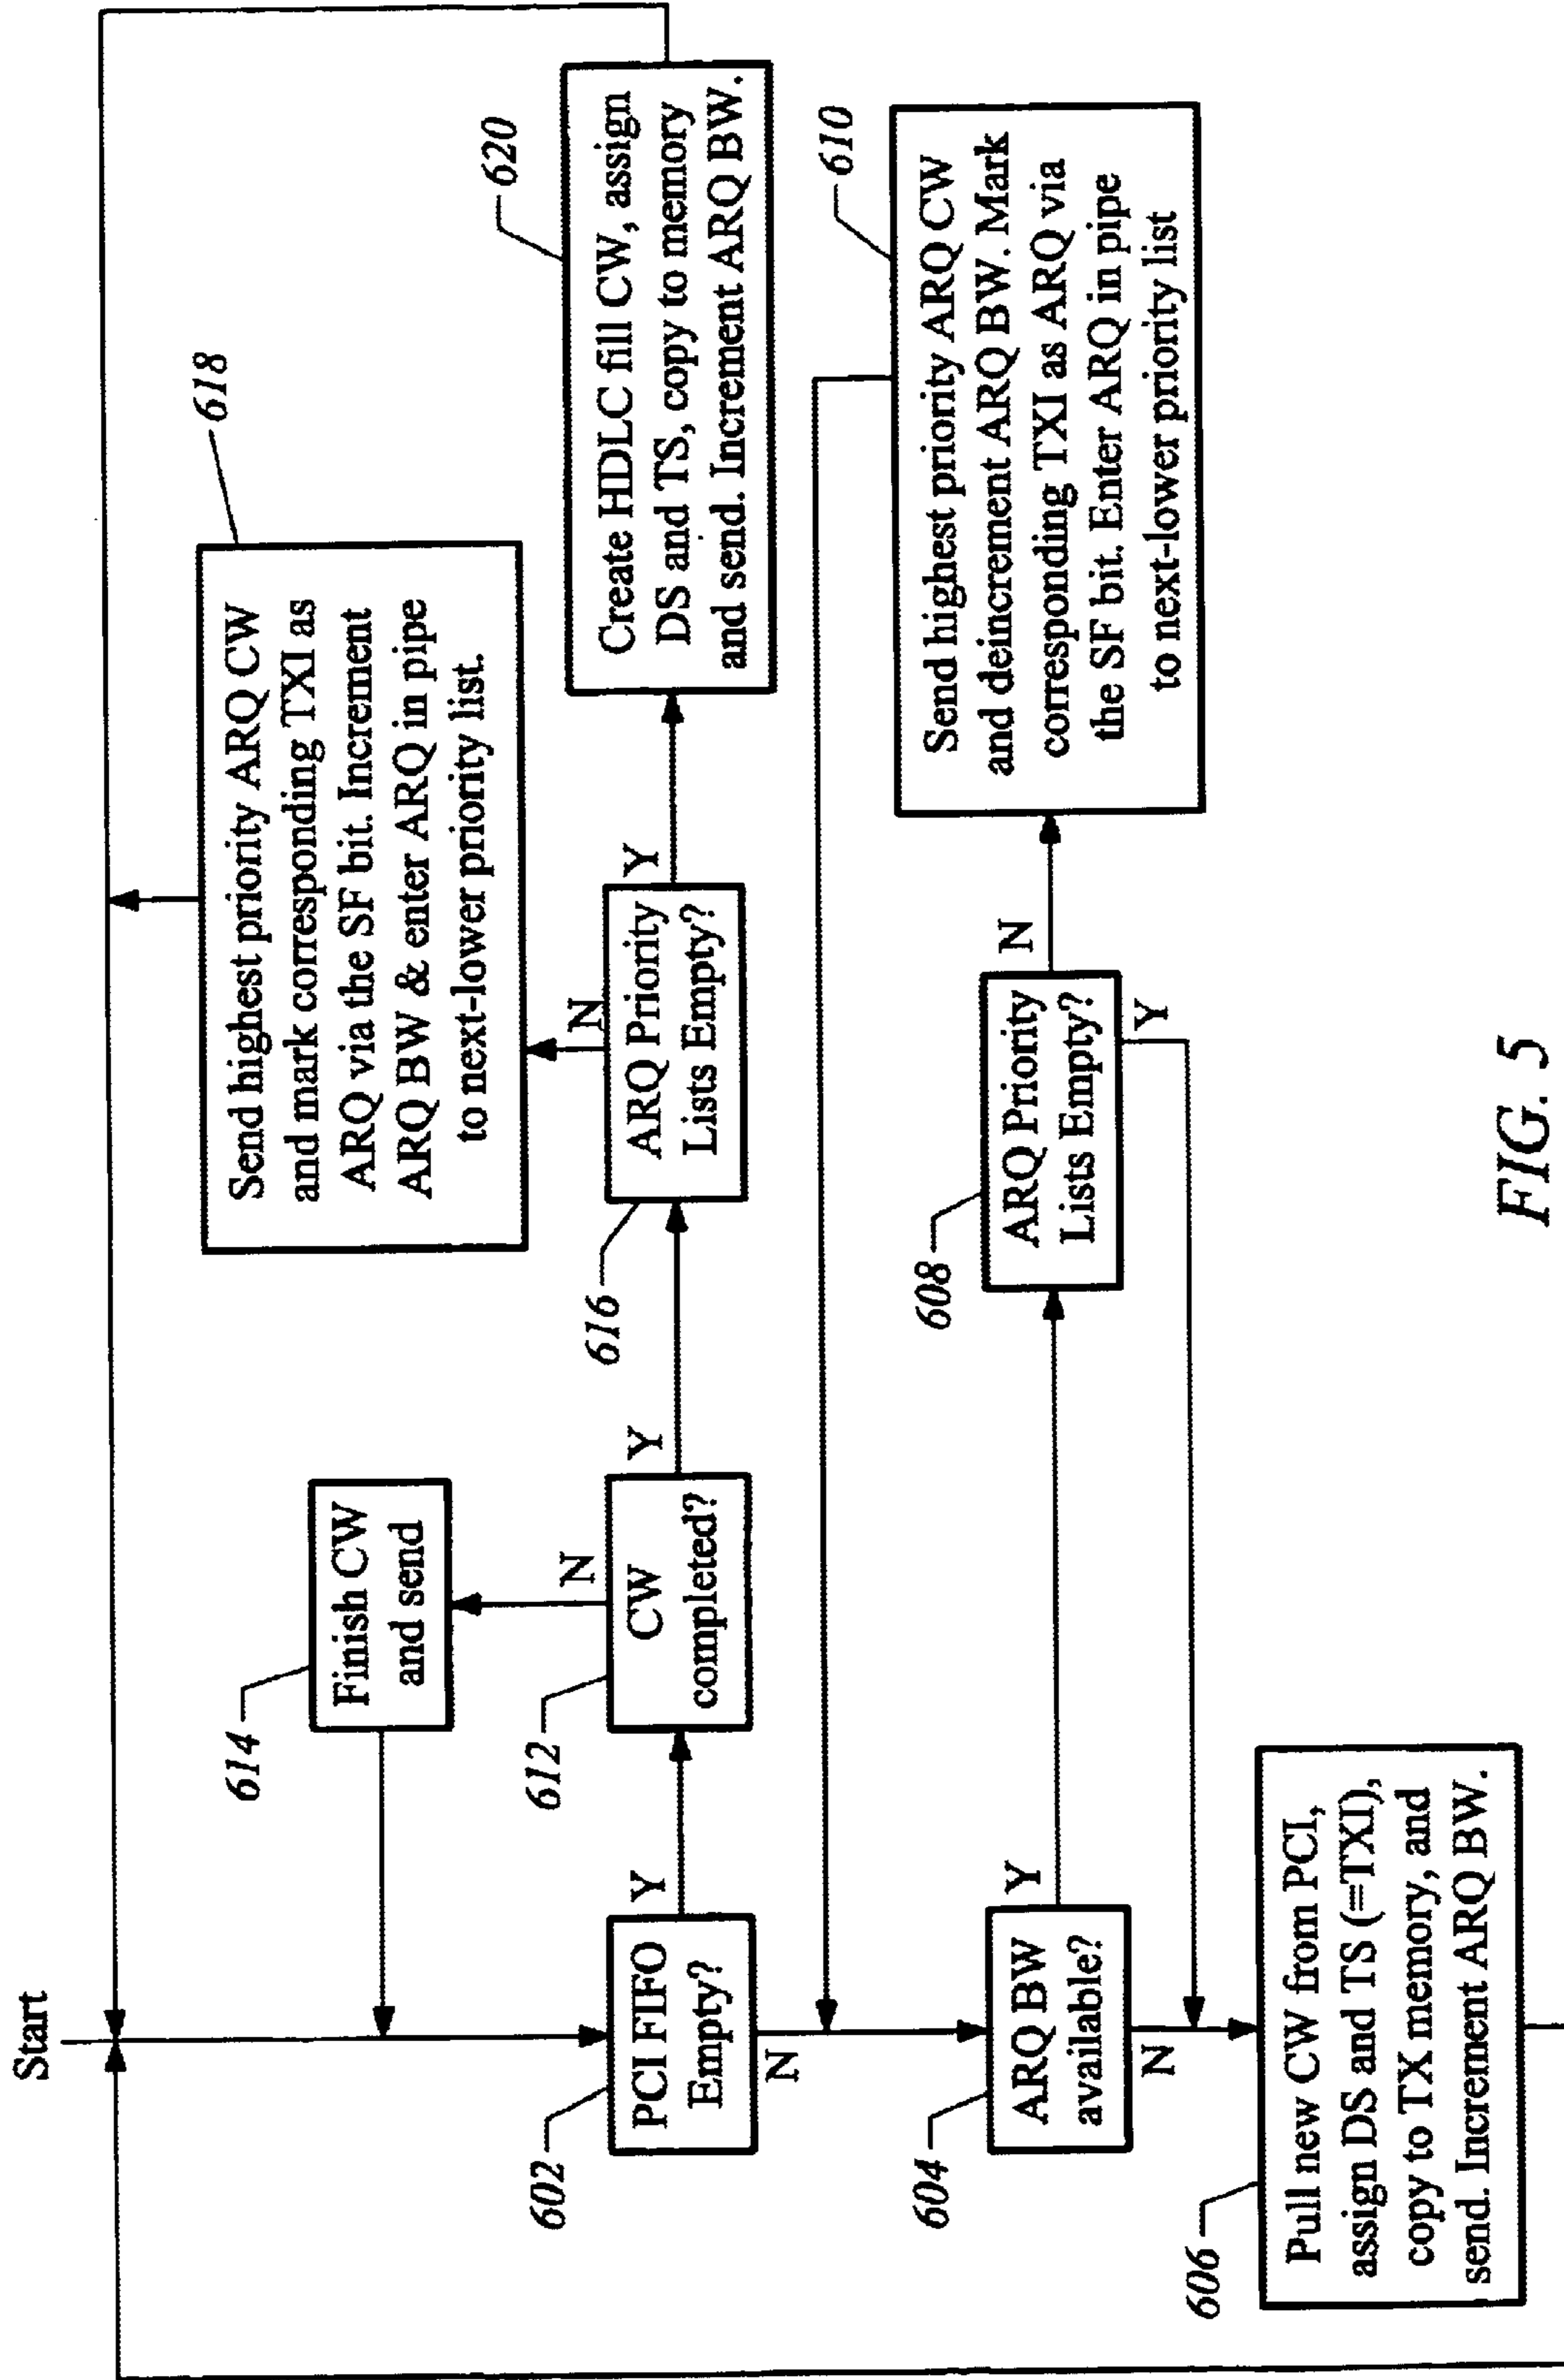 Start
614
Finish CW
and send
618
Send highest priority ARQ CW
and mark corresponding TXI as
ARQ via the SF bit. Increment
ARQ BW & enter ARQ in pipe
to next-lower priority list.
602
PCI FIFO
Empty?
Y
N
612
CW
completed?
N
Y
616
ARQ Priority
Lists Empty?
N
Y
620
Create HDLC fill CW, assign
DS and TS, copy to memory
and send. Increment ARQ BW.
604
ARQ BW
available?
Y
N
608
ARQ Priority
Lists Empty?
N
Y
610
Send highest priority ARQ CW
and deincrement ARQ BW. Mark
corresponding TXI as ARQ via
the SF bit. Enter ARQ in pipe
to next-lower priority list
606
Pull new CW from PCI,
assign DS and TS (=TXI),
copy to TX memory, and
send. Increment ARQ BW.
FIG. 5